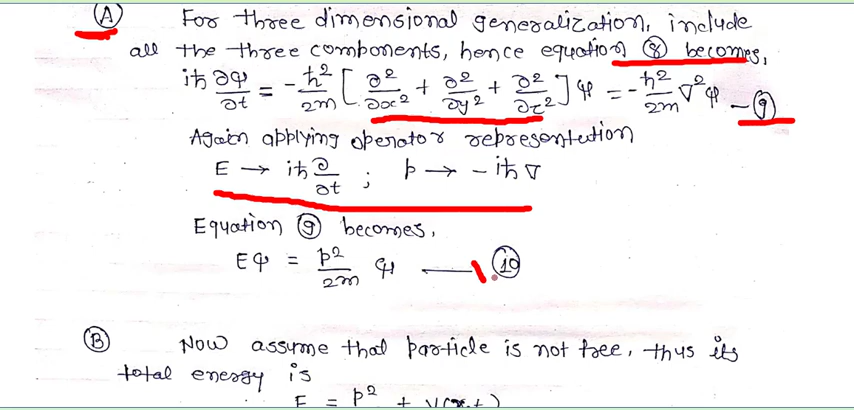 Ⓐ For three dimensional generalization, include
all the three components, hence equation ⑧ becomes,
iħ ∂ψ/∂t = -ħ²/2m [∂²/∂x² + ∂²/∂y² + ∂²/∂z²] ψ = -ħ²/2m ∇²ψ — ⑨
Again applying operator representation
E → iħ ∂/∂t ; p → -iħ∇
Equation ⑨ becomes,
Eψ = p²/2m ψ — ⑩
Ⓑ Now assume that particle is not free, thus its
total energy is
E = p² + V(x,t)